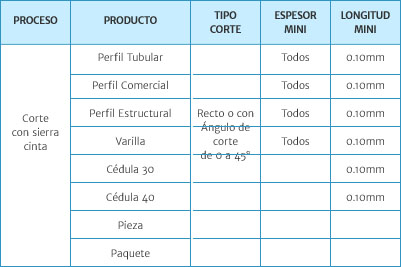 PROCESO PRODUCTO TIPO CORTE ESPESOR MINI LONGITUD MINI
Corte con sierra cinta
Perfil Tubular Todos 0.10mm
Perfil Comercial Todos 0.10mm
Perfil Estructural Recto o con Todos 0.10mm
Ángulo de
Varilla corte Todos 0.10mm
de 0 a 45°
Cédula 30 0.10mm
Cédula 40 0.10mm
Pieza
Paquete